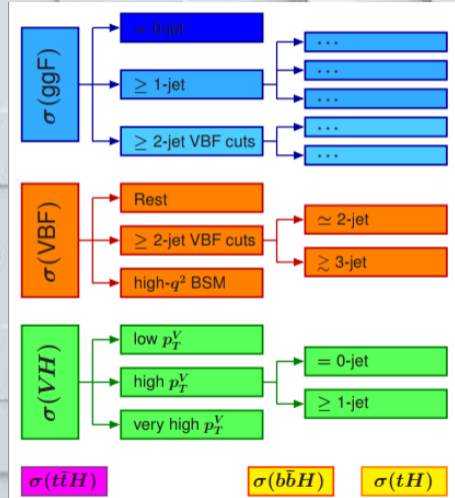 σ(ggF)
= 0-jet
≥ 1-jet
≥ 2-jet VBF cuts
...
...
...
...
...
σ(VBF)
Rest
≥ 2-jet VBF cuts
high-q² BSM
≃ 2-jet
≳ 3-jet
σ(VH)
low p_T^V
high p_T^V
very high p_T^V
= 0-jet
≥ 1-jet
σ(tt̄H)
σ(bb̄H)
σ(tH)